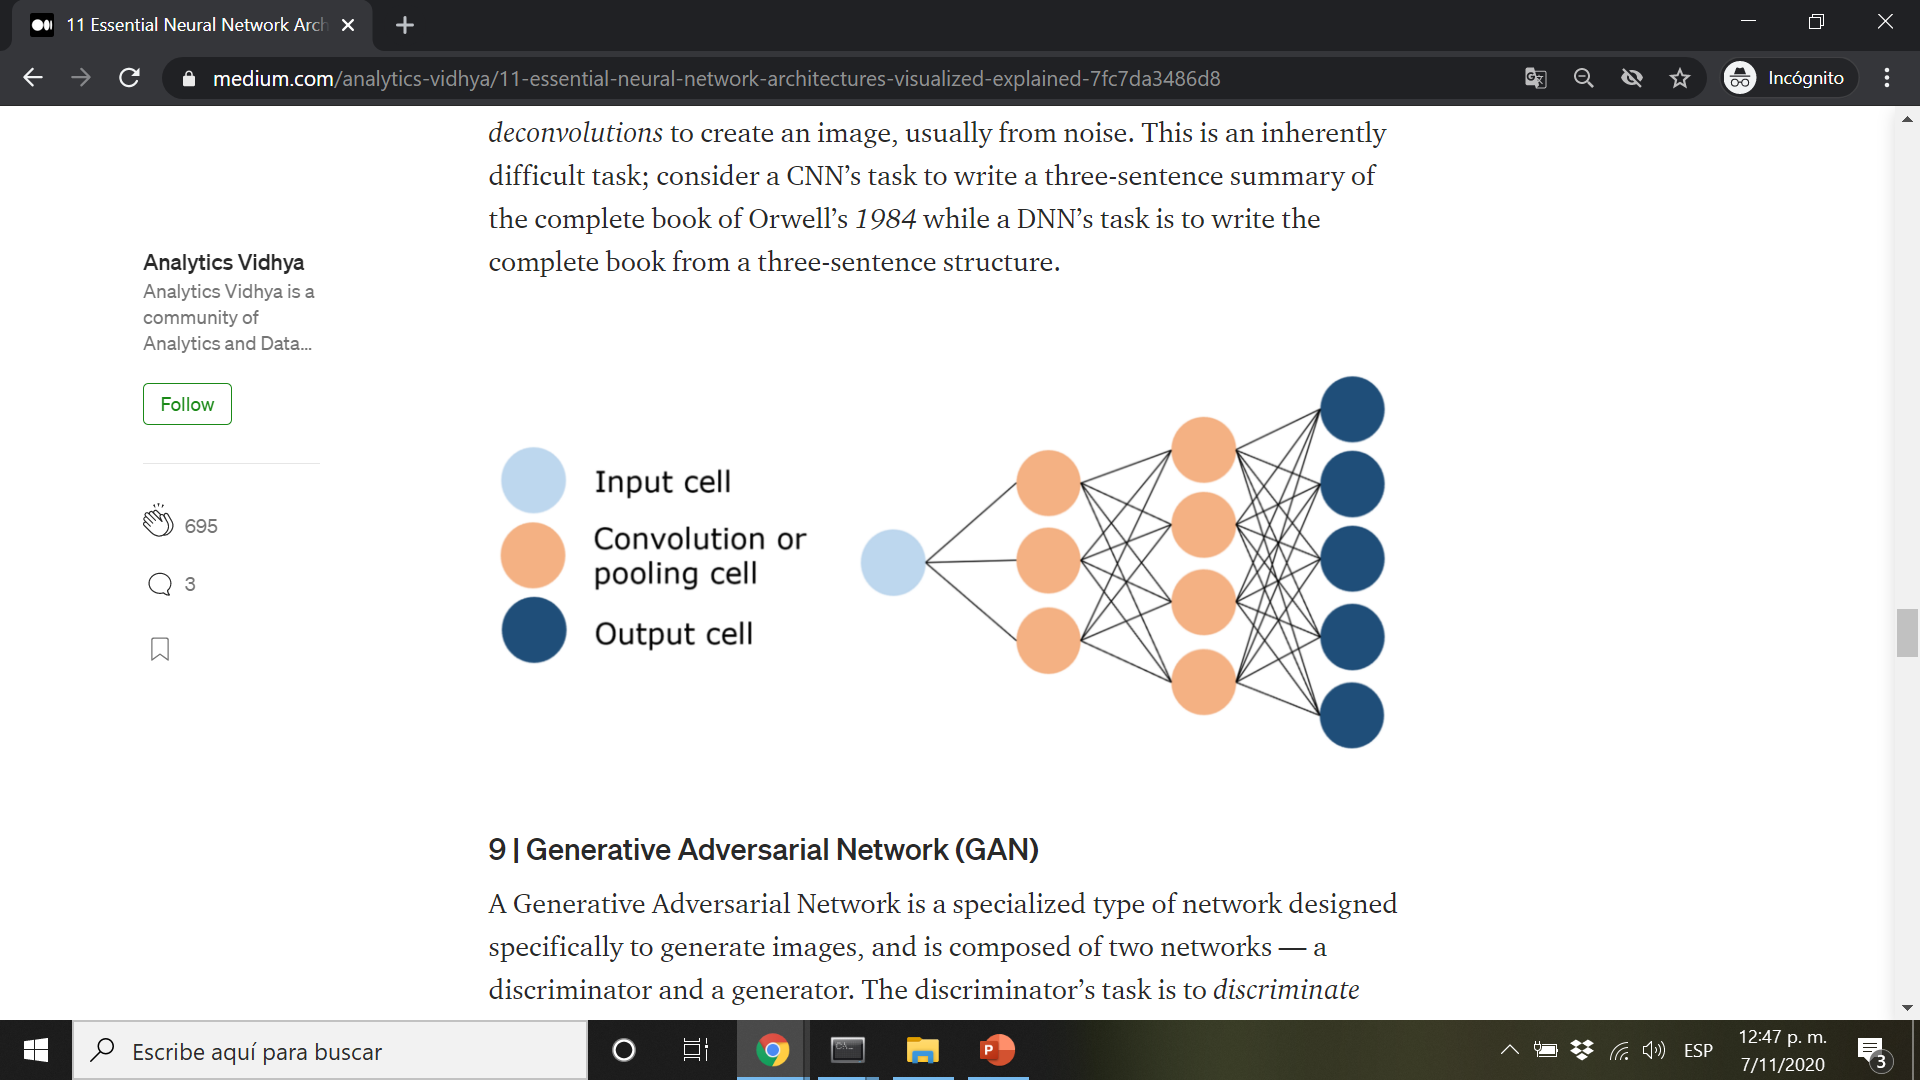 11 Essential Neural Network Arch
medium.com/analytics-vidhya/11-essential-neural-network-architectures-visualized-explained-7fc7da3486d8
Incógnito
deconvolutions to create an image, usually from noise. This is an inherently
difficult task; consider a CNN’s task to write a three-sentence summary of
the complete book of Orwell’s 1984 while a DNN’s task is to write the
complete book from a three-sentence structure.
Analytics Vidhya
Analytics Vidhya is a
community of
Analytics and Data...
Follow
695
3
Input cell
Convolution or
pooling cell
Output cell
9 | Generative Adversarial Network (GAN)
A Generative Adversarial Network is a specialized type of network designed
specifically to generate images, and is composed of two networks — a
discriminator and a generator. The discriminator’s task is to discriminate
Escribe aquí para buscar
ESP
12:47 p. m.
7/11/2020
3